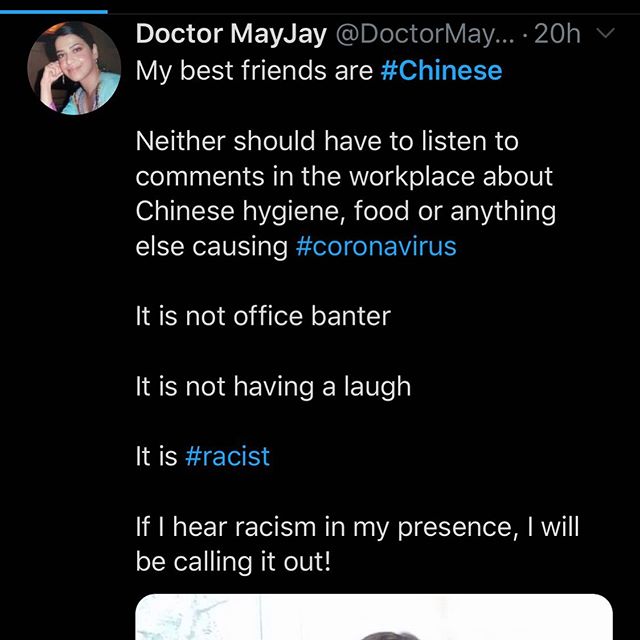 Doctor MayJay @DoctorMay... · 20h
My best friends are #Chinese
Neither should have to listen to
comments in the workplace about
Chinese hygiene, food or anything
else causing #coronavirus
It is not office banter
It is not having a laugh
It is #racist
If I hear racism in my presence, I will
be calling it out!